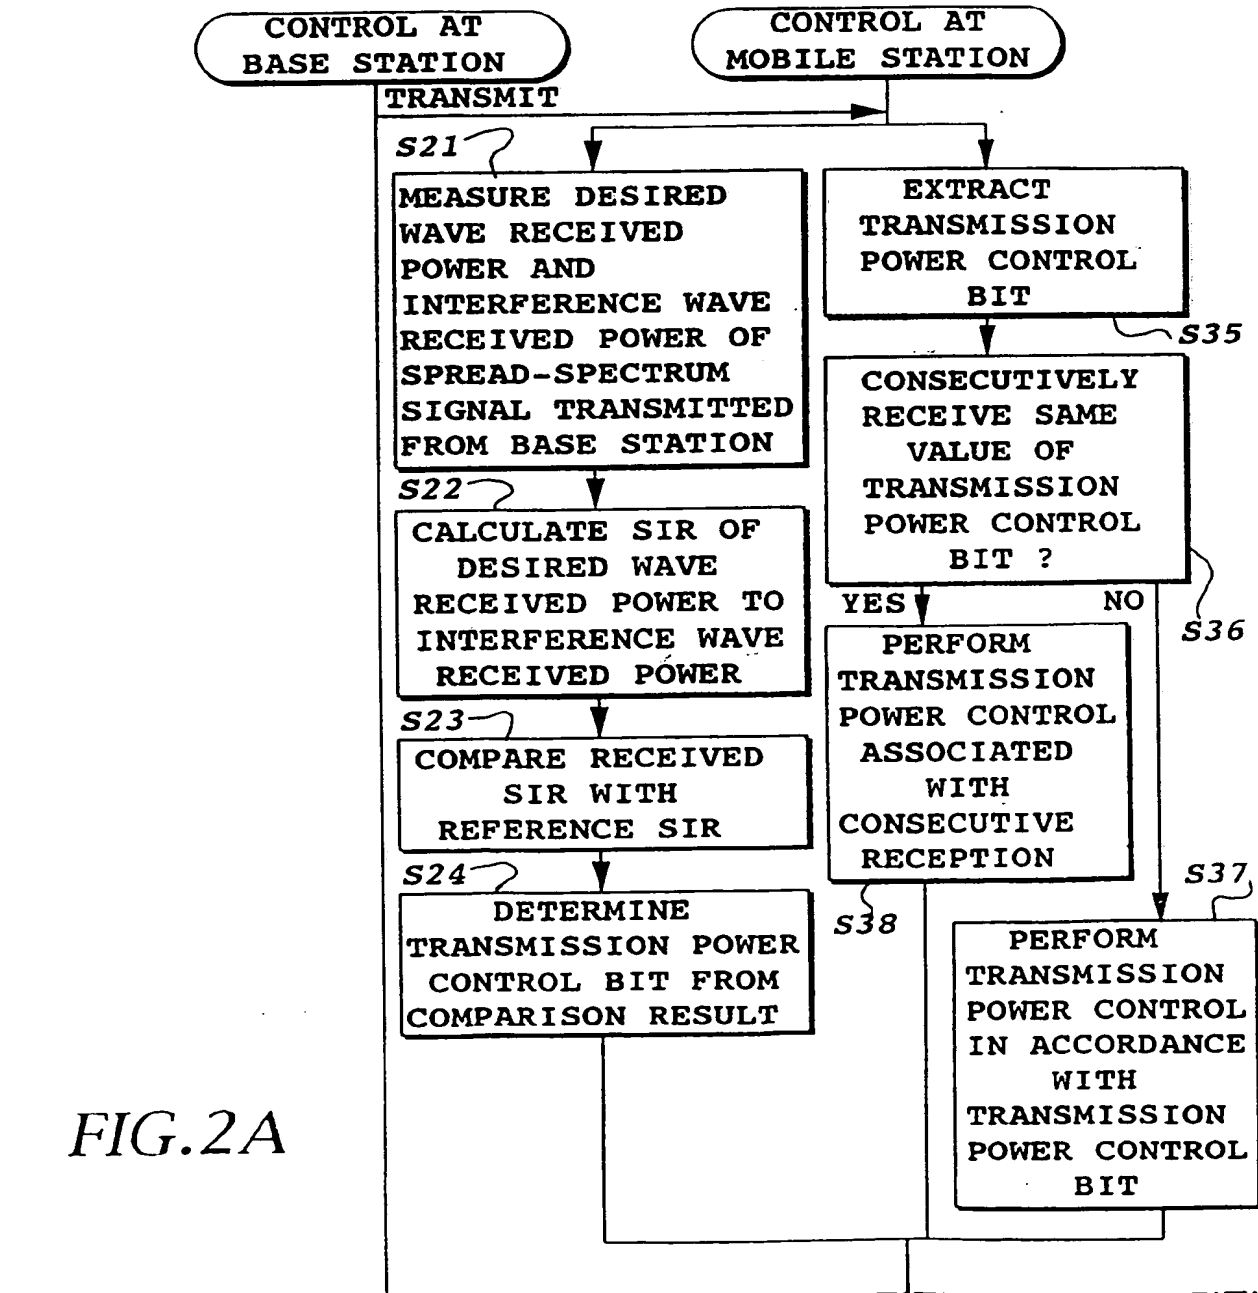 CONTROL AT
BASE STATION
CONTROL AT
MOBILE STATION
TRANSMIT
S21
MEASURE DESIRED
WAVE RECEIVED
POWER AND
INTERFERENCE WAVE
RECEIVED POWER OF
SPREAD-SPECTRUM
SIGNAL TRANSMITTED
FROM BASE STATION
S22
CALCULATE SIR OF
DESIRED WAVE
RECEIVED POWER TO
INTERFERENCE WAVE
RECEIVED POWER
S23
COMPARE RECEIVED
SIR WITH
REFERENCE SIR
S24
DETERMINE
TRANSMISSION POWER
CONTROL BIT FROM
COMPARISON RESULT
EXTRACT
TRANSMISSION
POWER CONTROL
BIT
S35
CONSECUTIVELY
RECEIVE SAME
VALUE OF
TRANSMISSION
POWER CONTROL
BIT ?
S36
YES
NO
PERFORM
TRANSMISSION
POWER CONTROL
ASSOCIATED
WITH
CONSECUTIVE
RECEPTION
S38
S37
PERFORM
TRANSMISSION
POWER CONTROL
IN ACCORDANCE
WITH
TRANSMISSION
POWER CONTROL
BIT
FIG.2A